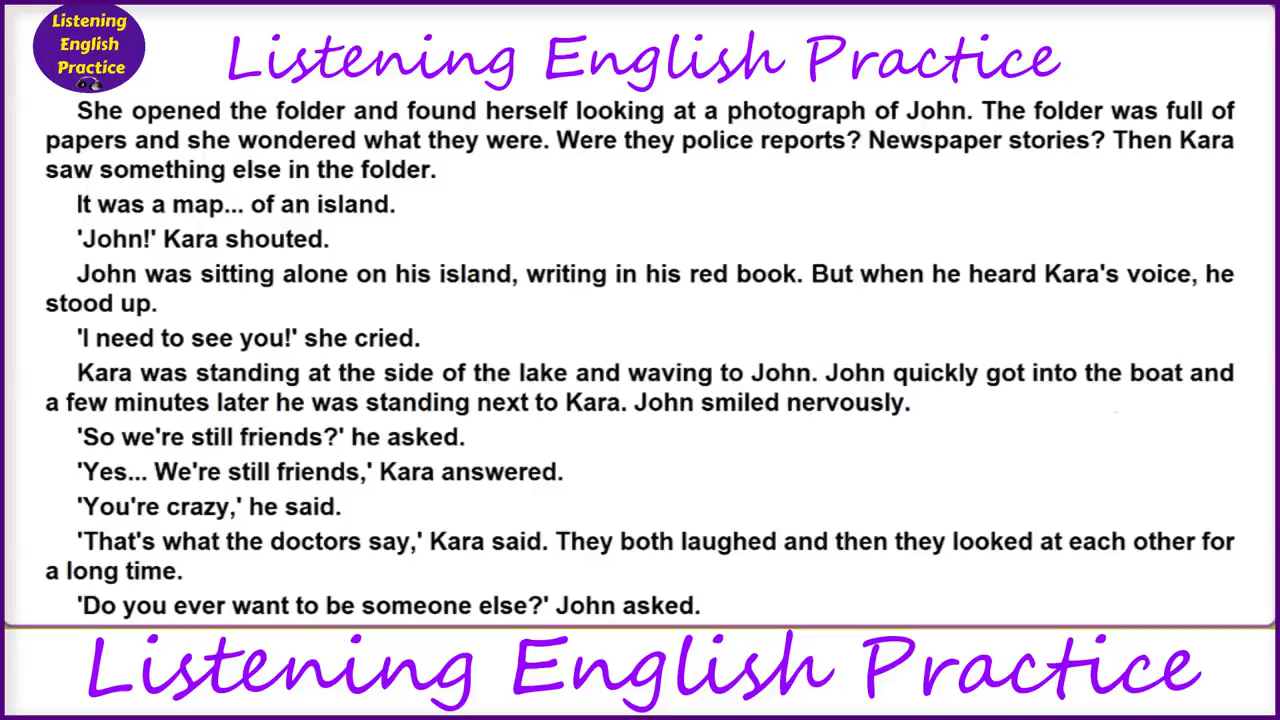 Listening
English
Practice
Listening English Practice
She opened the folder and found herself looking at a photograph of John. The folder was full of
papers and she wondered what they were. Were they police reports? Newspaper stories? Then Kara
saw something else in the folder.
It was a map... of an island.
'John!' Kara shouted.
John was sitting alone on his island, writing in his red book. But when he heard Kara's voice, he
stood up.
'I need to see you!' she cried.
Kara was standing at the side of the lake and waving to John. John quickly got into the boat and
a few minutes later he was standing next to Kara. John smiled nervously.
'So we're still friends?' he asked.
'Yes... We're still friends,' Kara answered.
'You're crazy,' he said.
'That's what the doctors say,' Kara said. They both laughed and then they looked at each other for
a long time.
'Do you ever want to be someone else?' John asked.
Listening English Practice